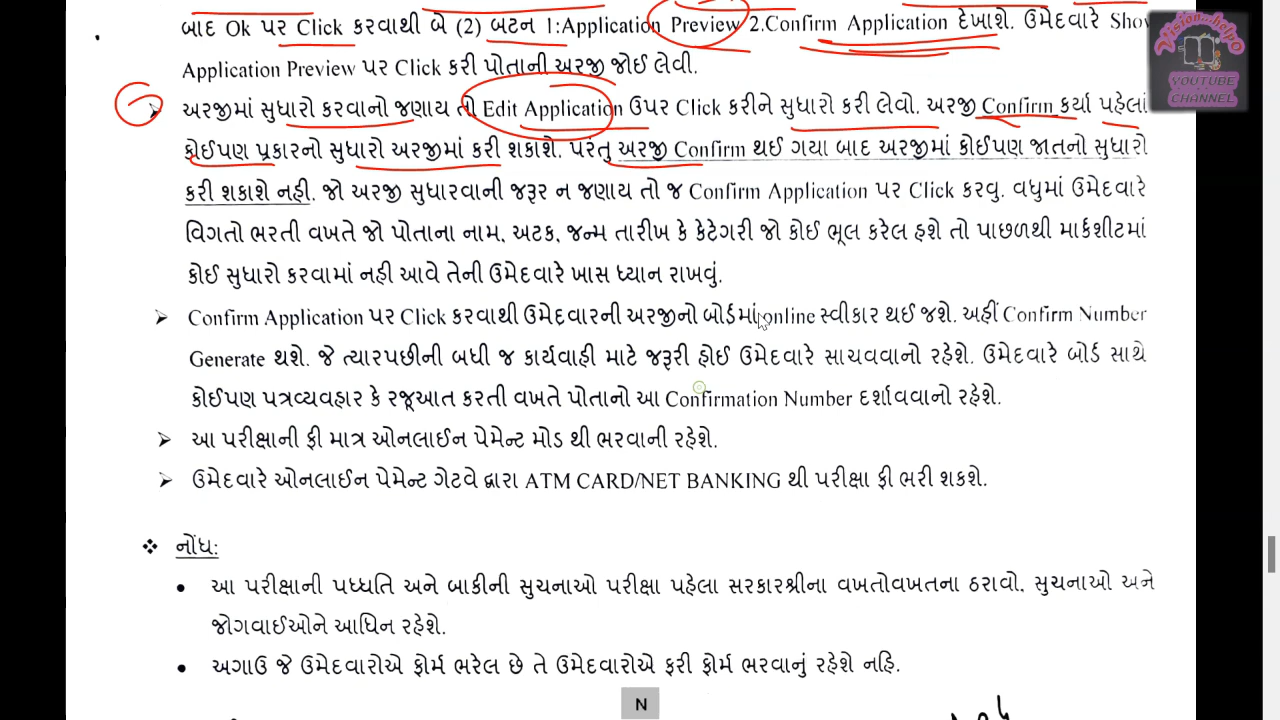 બાદ Ok પર Click કરવાથી બે (2) બટન 1:Application Preview 2.Confirm Application દેખાશે. ઉમેદવારે Show
Application Preview પર Click કરી પોતાની અરજી જોઈ લેવી.
➢ અરજીમાં સુધારો કરવાનો જણાય તો Edit Application ઉપર Click કરીને સુધારો કરી લેવો. અરજી Confirm કર્યા પહેલાં
કોઈપણ પ્રકારનો સુધારો અરજીમાં કરી શકાશે. પરંતુ અરજી Confirm થઈ ગયા બાદ અરજીમાં કોઈપણ જાતનો સુધારો
કરી શકાશે નહી. જો અરજી સુધારવાની જરૂર ન જણાય તો જ Confirm Application પર Click કરવુ. વધુમાં ઉમેદવારે
વિગતો ભરતી વખતે જો પોતાના નામ, અટક, જન્મ તારીખ કે કેટેગરી જો કોઈ ભૂલ કરેલ હશે તો પાછળથી માર્કશીટમાં
કોઈ સુધારો કરવામાં નહી આવે તેની ઉમેદવારે ખાસ ધ્યાન રાખવું.
➢ Confirm Application પર Click કરવાથી ઉમેદવારની અરજીનો બોર્ડમાં online સ્વીકાર થઈ જશે. અહીં Confirm Number
Generate થશે. જે ત્યારપછીની બધી જ કાર્યવાહી માટે જરૂરી હોઈ ઉમેદવારે સાચવવાનો રહેશે. ઉમેદવારે બોર્ડ સાથે
કોઈપણ પત્રવ્યવહાર કે રજૂઆત કરતી વખતે પોતાનો આ Confirmation Number દર્શાવવાનો રહેશે.
➢ આ પરીક્ષાની ફી માત્ર ઓનલાઈન પેમેન્ટ મોડ થી ભરવાની રહેશે.
➢ ઉમેદવારે ઓનલાઈન પેમેન્ટ ગેટવે દ્વારા ATM CARD/NET BANKING થી પરીક્ષા ફી ભરી શકશે.
❖ નોંધઃ
• આ પરીક્ષાની પધ્ધતિ અને બાકીની સુચનાઓ પરીક્ષા પહેલા સરકારશ્રીના વખતોવખતના ઠરાવો, સુચનાઓ અને
જોગવાઈઓને આધિન રહેશે.
• અગાઉ જે ઉમેદવારોએ ફોર્મ ભરેલ છે તે ઉમેદવારોએ ફરી ફોર્મ ભરવાનું રહેશે નહિ.
N
YOUTUBE
CHANNEL